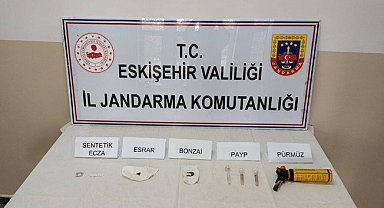 T.C.
ESKİŞEHİR VALİLİĞİ
İL JANDARMA KOMUTANLIĞI
SENTETİK
ECZA
ESRAR
BONZAİ
PAYP
PÜRMÜZ